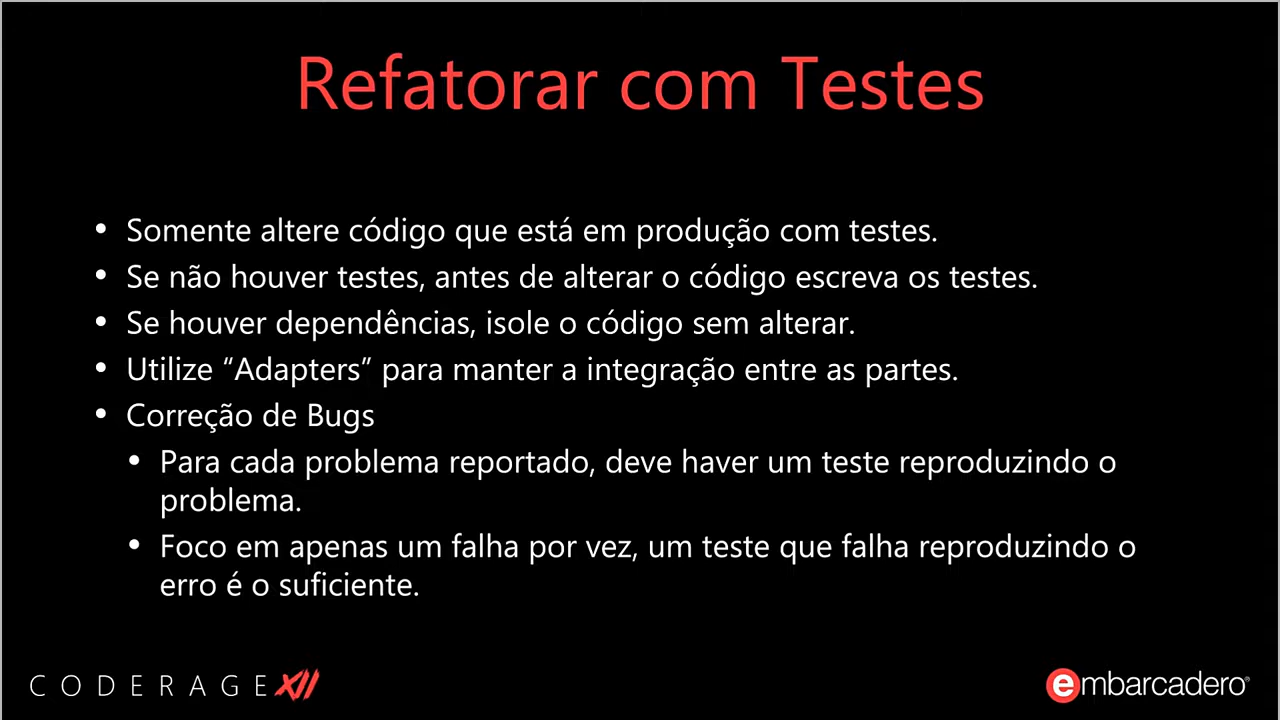 Refatorar com Testes
• Somente altere código que está em produção com testes.
• Se não houver testes, antes de alterar o código escreva os testes.
• Se houver dependências, isole o código sem alterar.
• Utilize “Adapters” para manter a integração entre as partes.
• Correção de Bugs
• Para cada problema reportado, deve haver um teste reproduzindo o
problema.
• Foco em apenas um falha por vez, um teste que falha reproduzindo o
erro é o suficiente.
CODERAGE XII
embarcadero®